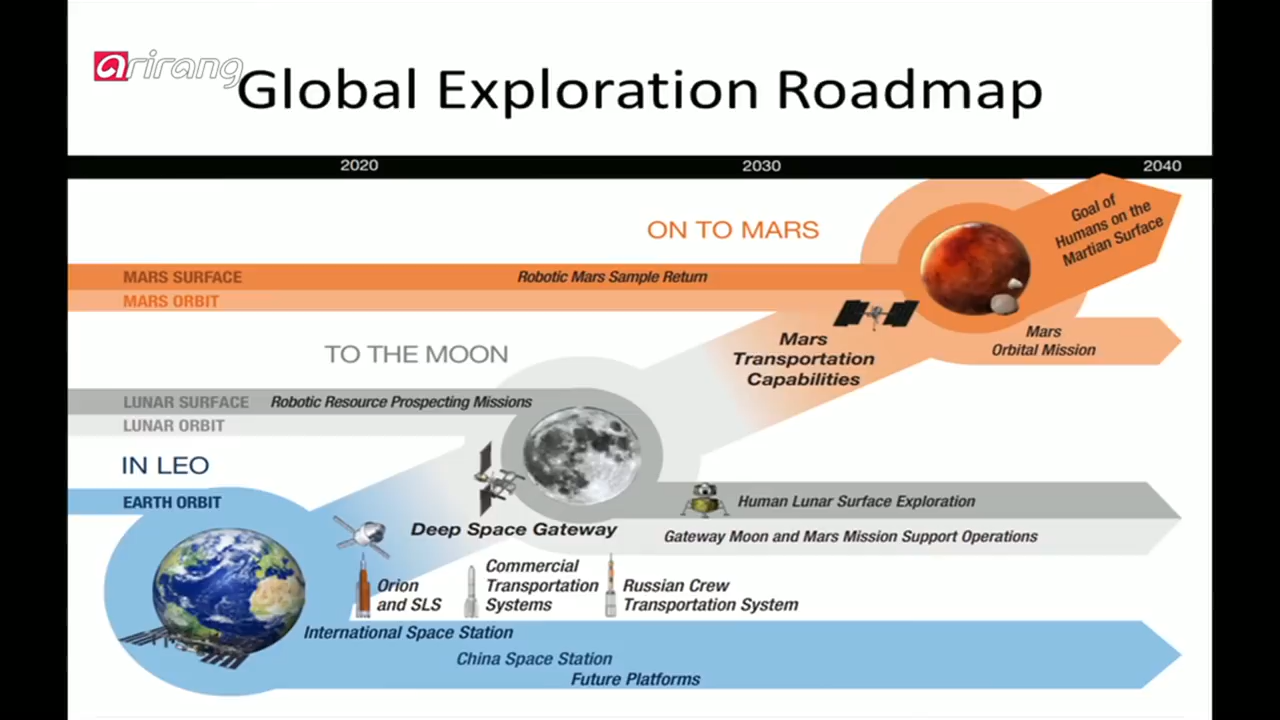 arirang
Global Exploration Roadmap
2020
2030
2040
ON TO MARS
Goal of
Humans on the
Martian Surface
MARS SURFACE
Robotic Mars Sample Return
MARS ORBIT
Mars
Transportation
Capabilities
Mars
Orbital Mission
TO THE MOON
LUNAR SURFACE
Robotic Resource Prospecting Missions
LUNAR ORBIT
IN LEO
EARTH ORBIT
Deep Space Gateway
Human Lunar Surface Exploration
Gateway Moon and Mars Mission Support Operations
Orion
and SLS
Commercial
Transportation
Systems
Russian Crew
Transportation System
International Space Station
China Space Station
Future Platforms